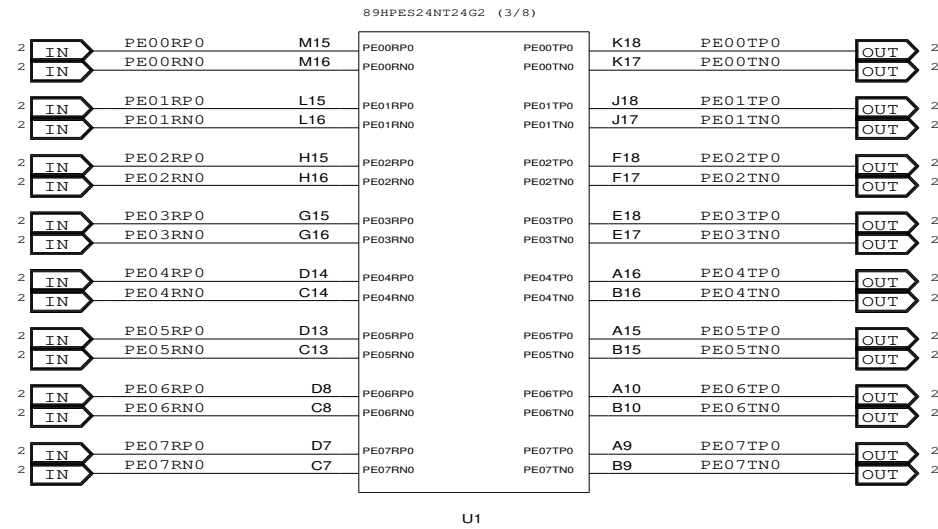 89HPES24NT24G2 (3/8)
2 IN PE00RP0 M15 PE00RP0 PE00TP0 K18 PE00TP0 OUT 2
2 IN PE00RN0 M16 PE00RN0 PE00TN0 K17 PE00TN0 OUT 2
2 IN PE01RP0 L15 PE01RP0 PE01TP0 J18 PE01TP0 OUT 2
2 IN PE01RN0 L16 PE01RN0 PE01TN0 J17 PE01TN0 OUT 2
2 IN PE02RP0 H15 PE02RP0 PE02TP0 F18 PE02TP0 OUT 2
2 IN PE02RN0 H16 PE02RN0 PE02TN0 F17 PE02TN0 OUT 2
2 IN PE03RP0 G15 PE03RP0 PE03TP0 E18 PE03TP0 OUT 2
2 IN PE03RN0 G16 PE03RN0 PE03TN0 E17 PE03TN0 OUT 2
2 IN PE04RP0 D14 PE04RP0 PE04TP0 A16 PE04TP0 OUT 2
2 IN PE04RN0 C14 PE04RN0 PE04TN0 B16 PE04TN0 OUT 2
2 IN PE05RP0 D13 PE05RP0 PE05TP0 A15 PE05TP0 OUT 2
2 IN PE05RN0 C13 PE05RN0 PE05TN0 B15 PE05TN0 OUT 2
2 IN PE06RP0 D8 PE06RP0 PE06TP0 A10 PE06TP0 OUT 2
2 IN PE06RN0 C8 PE06RN0 PE06TN0 B10 PE06TN0 OUT 2
2 IN PE07RP0 D7 PE07RP0 PE07TP0 A9 PE07TP0 OUT 2
2 IN PE07RN0 C7 PE07RN0 PE07TN0 B9 PE07TN0 OUT 2
U1